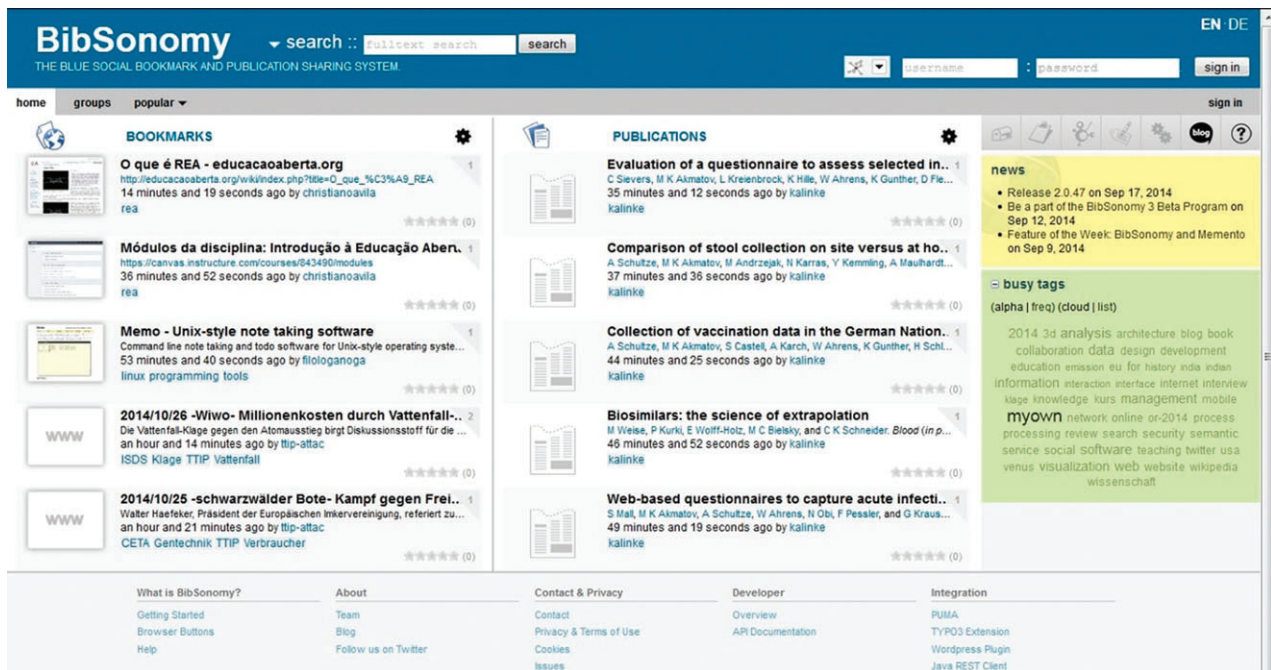 EN DE
BibSonomy
search :: fulltext search search
THE BLUE SOCIAL BOOKMARK AND PUBLICATION SHARING SYSTEM.
username : password sign in
home groups popular sign in
BOOKMARKS
O que é REA - educacaoaberta.org 1
http://educacaoaberta.org/wiki/index.php?title=O_que_%C3%A9_REA
14 minutes and 19 seconds ago by christianoavila
rea
(0)
Módulos da disciplina: Introdução à Educação Aber.. 1
https://canvas.instructure.com/courses/843490/modules
36 minutes and 52 seconds ago by christianoavila
rea
(0)
Memo - Unix-style note taking software 1
Command line note taking and todo software for Unix-style operating syste...
53 minutes and 40 seconds ago by filologanoga
linux programming tools
(0)
www
2014/10/26 -Wiwo- Millionenkosten durch Vattenfall-.. 2
Die Vattenfall-Klage gegen den Atomausstieg birgt Diskussionsstoff für die ...
an hour and 14 minutes ago by ttip-attac
ISDS Klage TTIP Vattenfall
(0)
www
2014/10/25 -schwarzwälder Bote- Kampf gegen Frei.. 1
Walter Haefeker, Präsident der Europäischen Imkervereinigung, referiert zu...
an hour and 21 minutes ago by ttip-attac
CETA Gentechnik TTIP Verbraucher
(0)
PUBLICATIONS
Evaluation of a questionnaire to assess selected in.. 1
C Sievers, M K Akmatov, L Kreienbrock, K Hille, W Ahrens, K Gunther, D Fle...
35 minutes and 12 seconds ago by kalinke
kalinke
(0)
Comparison of stool collection on site versus at ho.. 1
A Schultze, M K Akmatov, M Andrzejak, N Karras, Y Kemmling, A Maulhardt...
37 minutes and 36 seconds ago by kalinke
kalinke
(0)
Collection of vaccination data in the German Nation.. 1
A Schultze, M K Akmatov, S Castell, A Karch, W Ahrens, K Gunther, H Schl...
44 minutes and 25 seconds ago by kalinke
kalinke
(0)
Biosimilars: the science of extrapolation 1
M Weise, P Kurki, E Wolff-Holz, M C Bielsky, and C K Schneider. Blood (in p...
46 minutes and 52 seconds ago by kalinke
kalinke
(0)
Web-based questionnaires to capture acute infecti.. 1
S Mall, M K Akmatov, A Schultze, W Ahrens, N Obi, F Pessler, and G Kraus...
49 minutes and 19 seconds ago by kalinke
kalinke
(0)
blog ?
news
Release 2.0.47 on Sep 17, 2014
Be a part of the BibSonomy 3 Beta Program on
Sep 12, 2014
Feature of the Week: BibSonomy and Memento
on Sep 9, 2014
busy tags
(alpha | freq) (cloud | list)
2014 3d analysis architecture blog book
collaboration data design development
education emission eu for history india indian
information interaction interface internet interview
klage knowledge kurs management mobile
myown network online or-2014 process
processing review search security semantic
service social software teaching twitter usa
venus visualization web website wikipedia
wissenschaft
What is BibSonomy?
Getting Started
Browser Buttons
Help
About
Team
Blog
Follow us on Twitter
Contact & Privacy
Contact
Privacy & Terms of Use
Cookies
Issues
Developer
Overview
API Documentation
Integration
PUMA
TYPO3 Extension
Wordpress Plugin
Java REST Client